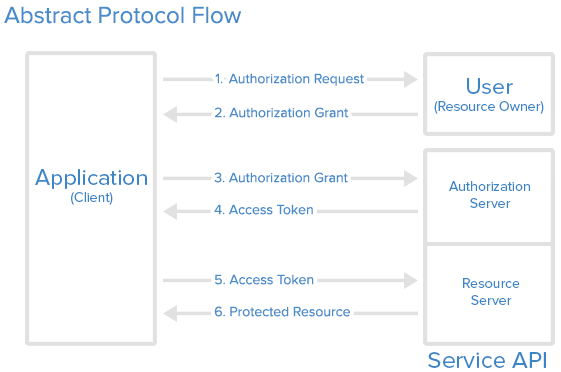 Abstract Protocol Flow
Application
(Client)
1. Authorization Request
2. Authorization Grant
User
(Resource Owner)
3. Authorization Grant
4. Access Token
Authorization
Server
5. Access Token
6. Protected Resource
Resource
Server
Service API